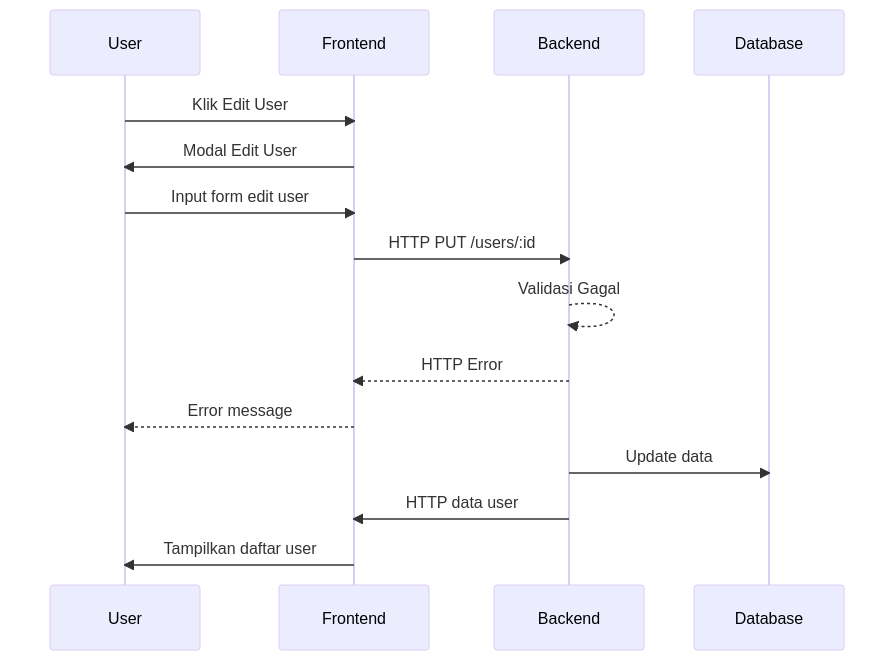 User
Frontend
Backend
Database
Klik Edit User
Modal Edit User
Input form edit user
HTTP PUT /users/:id
Validasi Gagal
HTTP Error
Error message
Update data
HTTP data user
Tampilkan daftar user
User
Frontend
Backend
Database